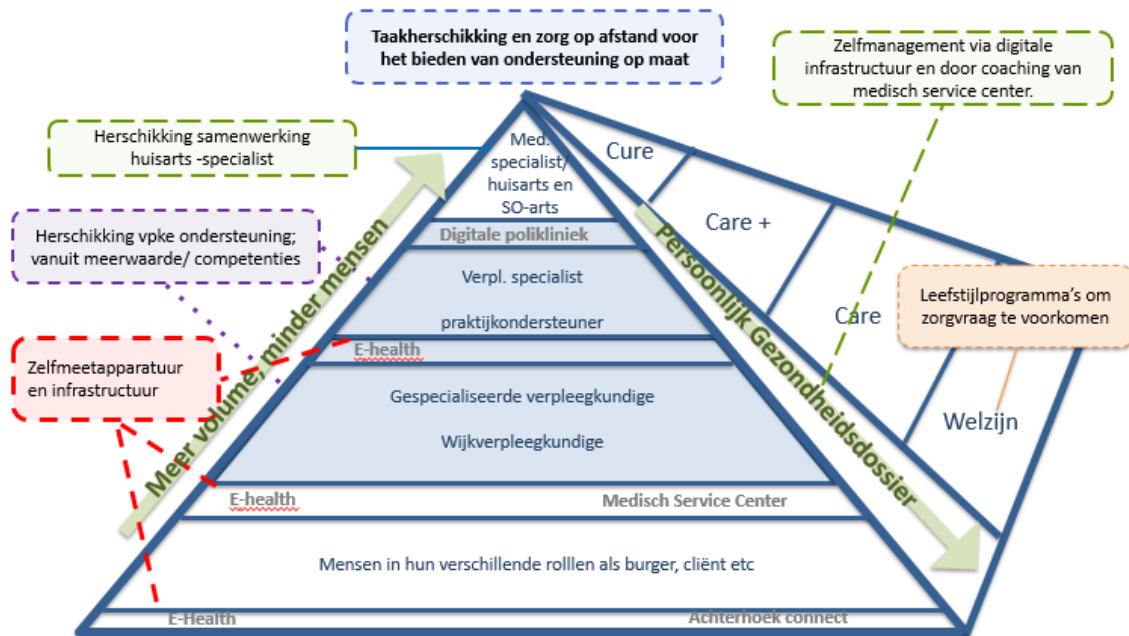 Taakherschikking en zorg op afstand voor
het bieden van ondersteuning op maat
Zelfmanagement via digitale
infrastructuur en door coaching van
medisch service center.
Herschikking samenwerking
huisarts -specialist
Med.
specialist/
huisarts en
SO-arts
Cure
Care +
Care
Welzijn
Digitale polikliniek
Herschikking vpke ondersteuning;
vanuit meerwaarde/ competenties
Verpl. specialist
praktijkondersteuner
Leefstijlprogramma's om
zorgvraag te voorkomen
Zelfmeetapparatuur
en infrastructuur
E-health
Gespecialiseerde verpleegkundige
Wijkverpleegkundige
Meer volume, minder mensen
Persoonlijk Gezondheidsdossier
E-health
Medisch Service Center
Mensen in hun verschillende rolllen als burger, cliënt etc
E-Health
Achterhoek connect